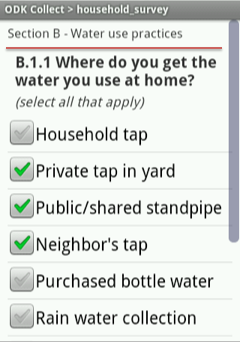 ODK Collect > household_survey
Section B - Water use practices
B.1.1 Where do you get the
water you use at home?
(select all that apply)
Household tap
Private tap in yard
Public/shared standpipe
Neighbor's tap
Purchased bottle water
Rain water collection